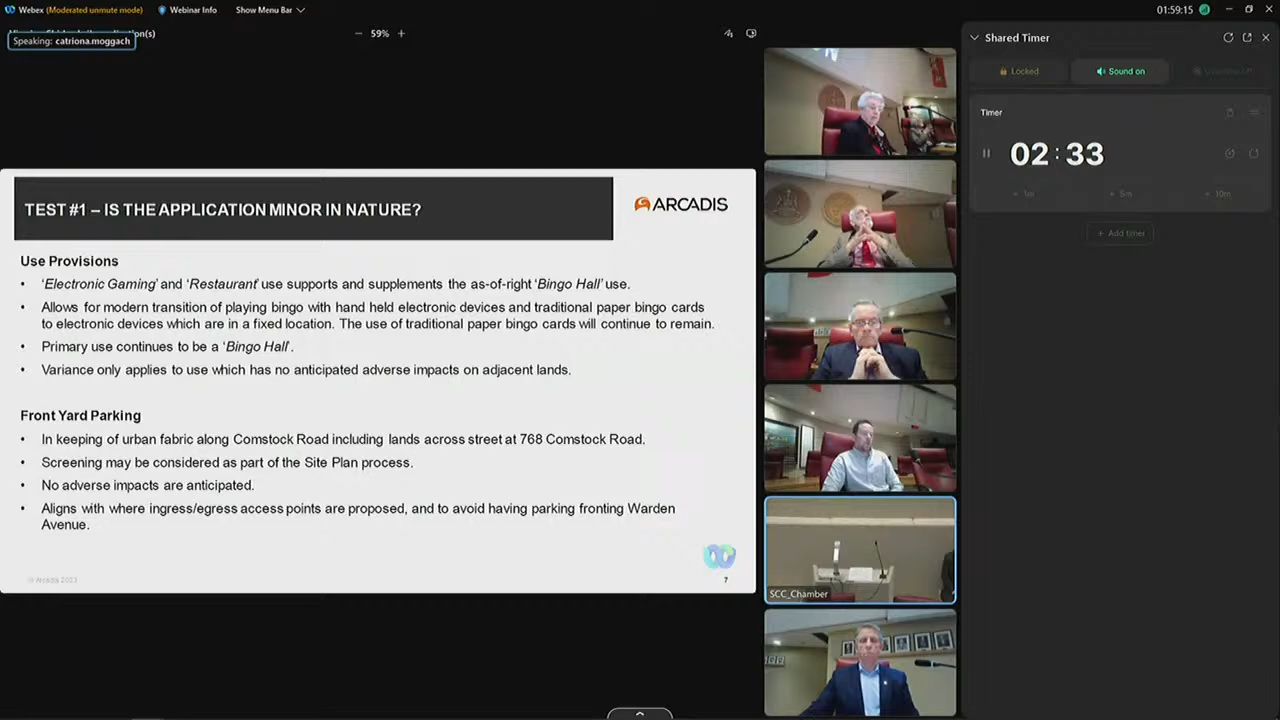 Webex (Moderated unmute mode) Webinar Info Show Menu Bar 01:59:15
Speaking: catriona.moggach
59%
Shared Timer
Locked Sound on
Timer
02:33
+ 1m + 5m + 10m
+ Add timer
TEST #1 – IS THE APPLICATION MINOR IN NATURE?
ARCADIS
Use Provisions
• 'Electronic Gaming' and 'Restaurant' use supports and supplements the as-of-right 'Bingo Hall' use.
• Allows for modern transition of playing bingo with hand held electronic devices and traditional paper bingo cards
to electronic devices which are in a fixed location. The use of traditional paper bingo cards will continue to remain.
• Primary use continues to be a 'Bingo Hall'.
• Variance only applies to use which has no anticipated adverse impacts on adjacent lands.
Front Yard Parking
• In keeping of urban fabric along Comstock Road including lands across street at 768 Comstock Road.
• Screening may be considered as part of the Site Plan process.
• No adverse impacts are anticipated.
• Aligns with where ingress/egress access points are proposed, and to avoid having parking fronting Warden
Avenue.
© Arcadis 2023
7
SCC_Chamber